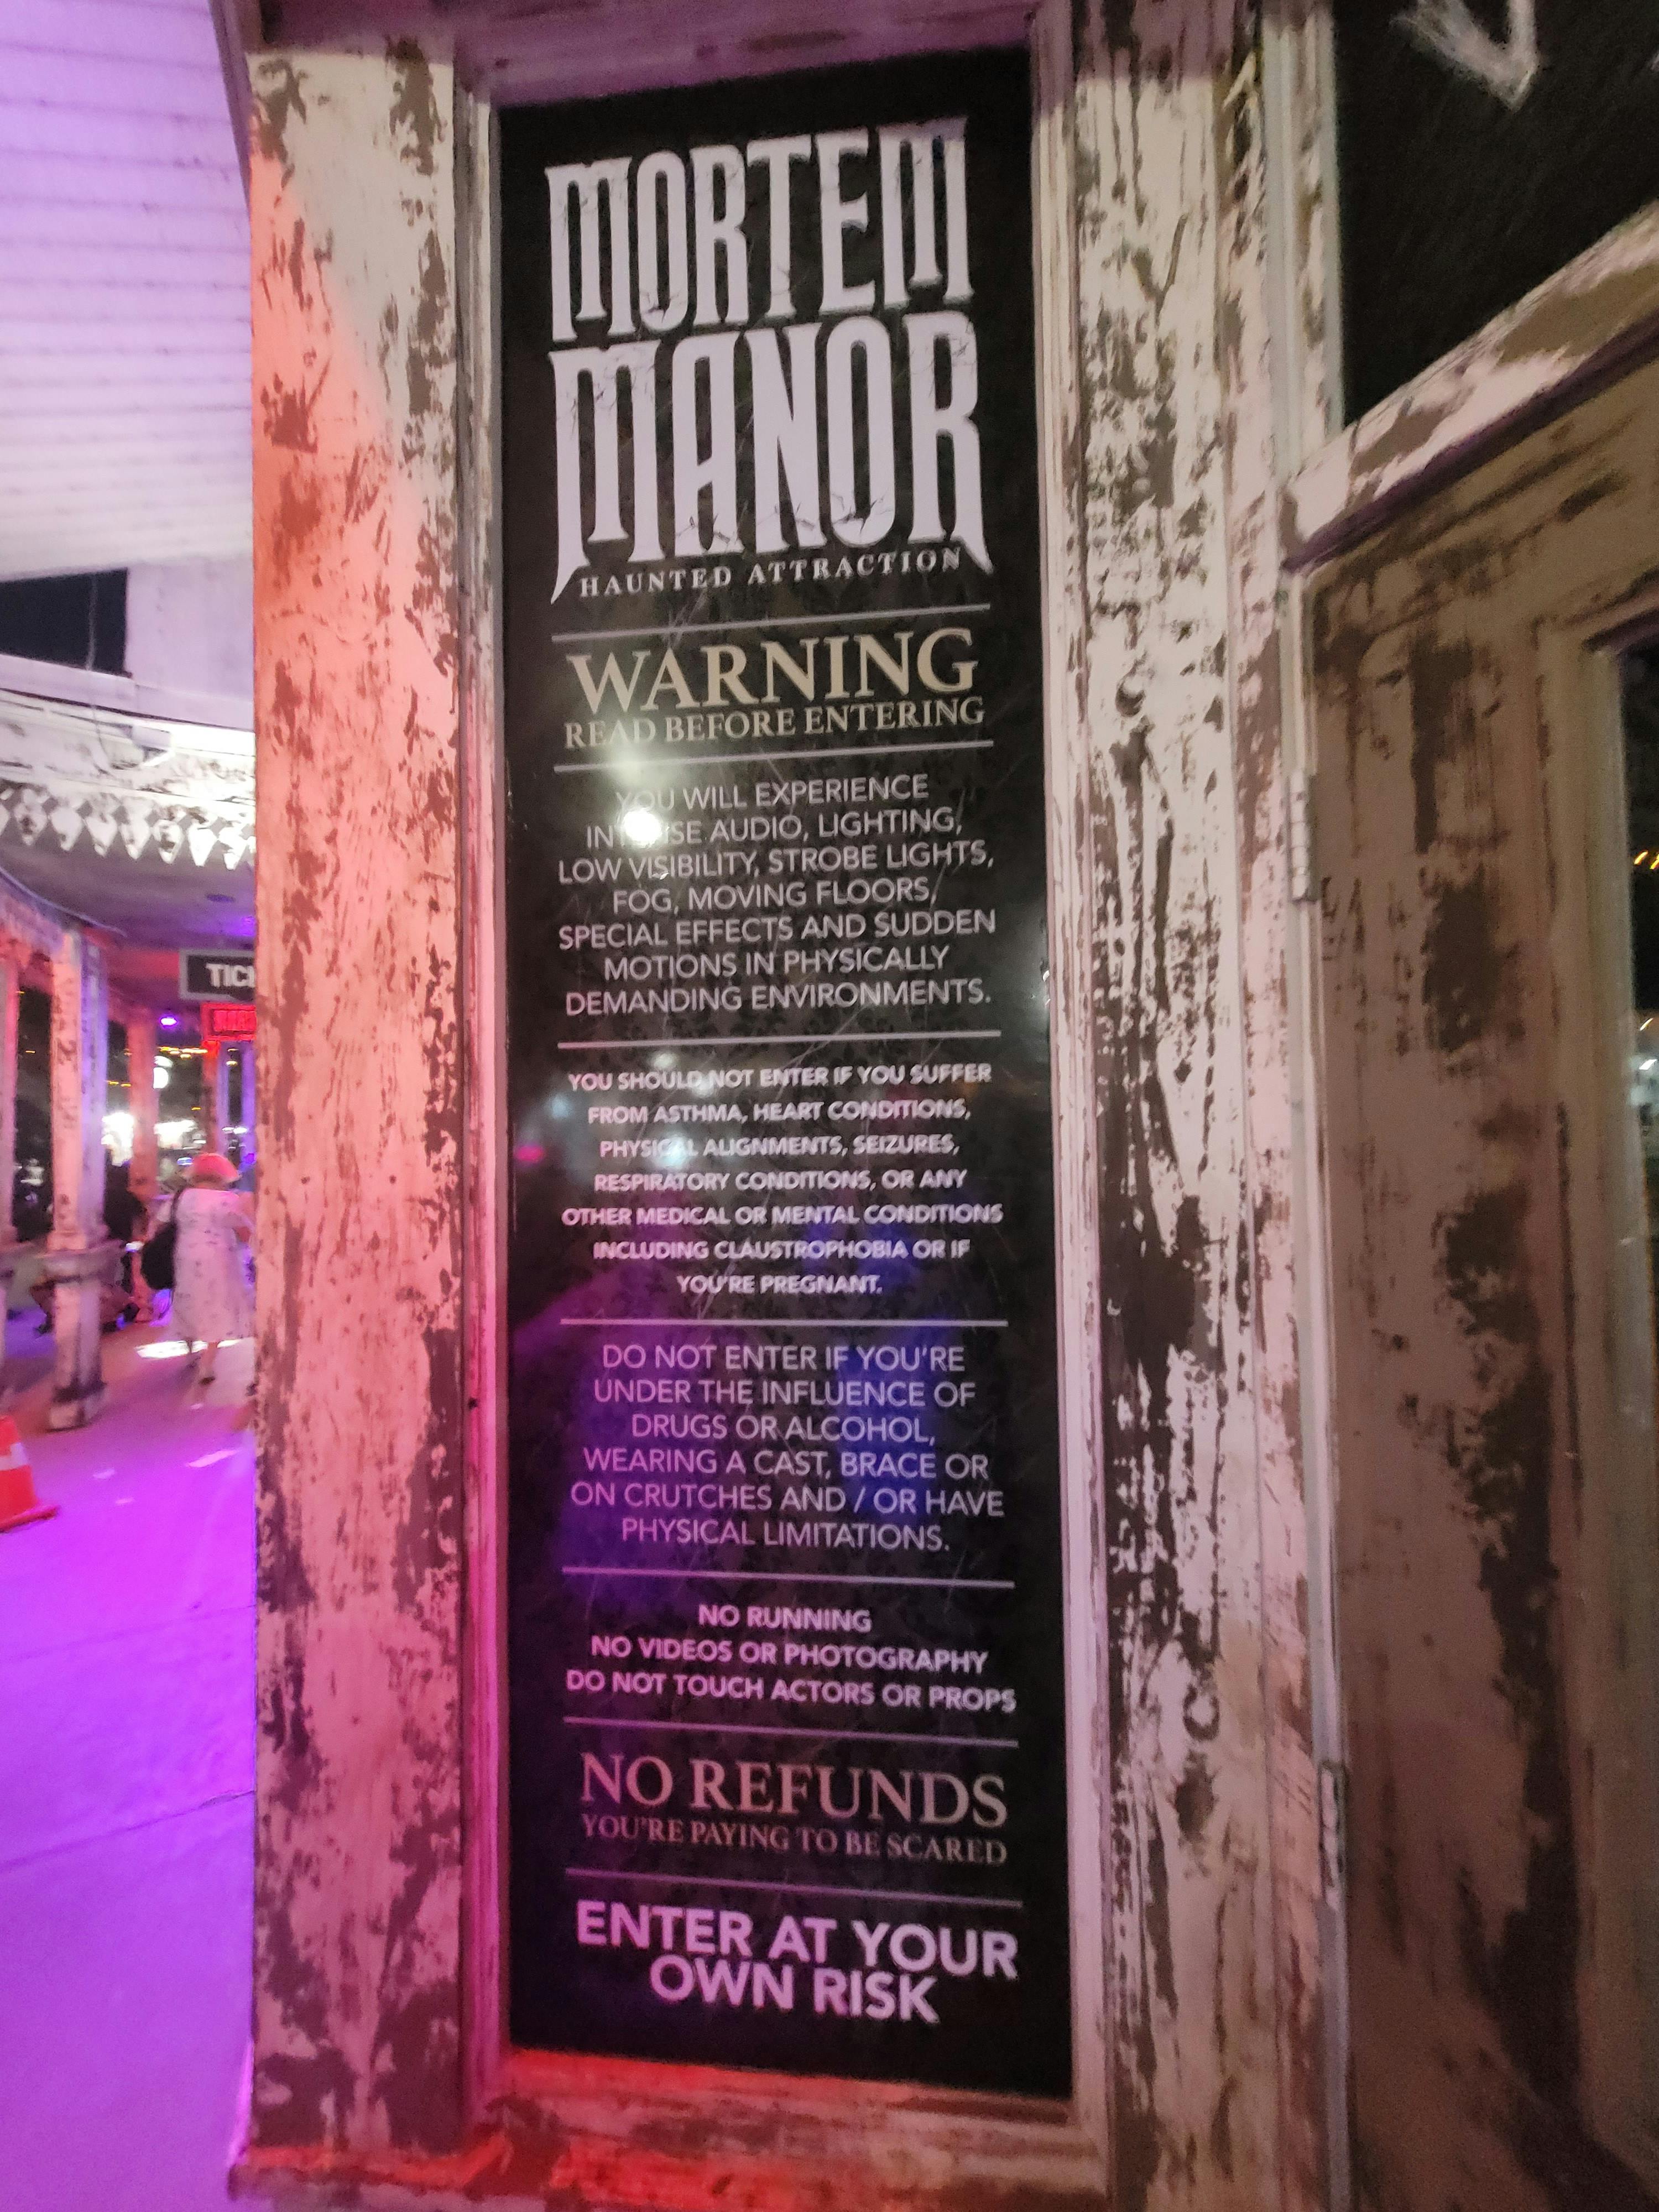 MORTEM
MANOR
HAUNTED ATTRACTION
WARNING
READ BEFORE ENTERING
YOU WILL EXPERIENCE
INTENSE AUDIO, LIGHTING,
LOW VISIBILITY, STROBE LIGHTS,
FOG, MOVING FLOORS,
SPECIAL EFFECTS AND SUDDEN
MOTIONS IN PHYSICALLY
DEMANDING ENVIRONMENTS.
YOU SHOULD NOT ENTER IF YOU SUFFER
FROM ASTHMA, HEART CONDITIONS,
PHYSICAL ALIGNMENTS, SEIZURES,
RESPIRATORY CONDITIONS, OR ANY
OTHER MEDICAL OR MENTAL CONDITIONS
INCLUDING CLAUSTROPHOBIA OR IF
YOU'RE PREGNANT.
DO NOT ENTER IF YOU'RE
UNDER THE INFLUENCE OF
DRUGS OR ALCOHOL,
WEARING A CAST, BRACE OR
ON CRUTCHES AND / OR HAVE
PHYSICAL LIMITATIONS.
NO RUNNING
NO VIDEOS OR PHOTOGRAPHY
DO NOT TOUCH ACTORS OR PROPS
NO REFUNDS
YOU'RE PAYING TO BE SCARED
ENTER AT YOUR
OWN RISK
TIC